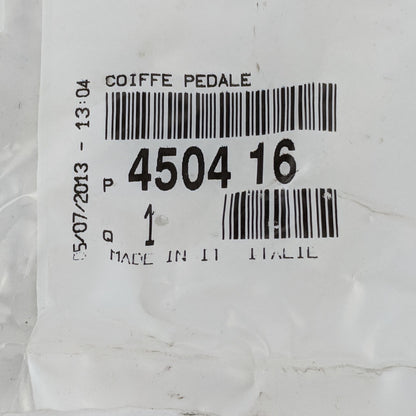 COIFFE PEDALE
P 4504 16
Q 1
MADE IN IT ITALIE
05/07/2013 - 13:04